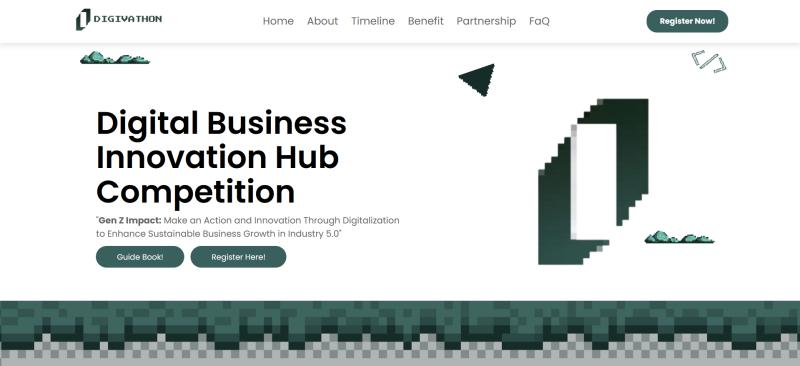 DIGIVATHON
Home About Timeline Benefit Partnership FaQ
Register Now!
Digital Business
Innovation Hub
Competition
"Gen Z Impact: Make an Action and Innovation Through Digitalization
to Enhance Sustainable Business Growth in Industry 5.0"
Guide Book! Register Here!